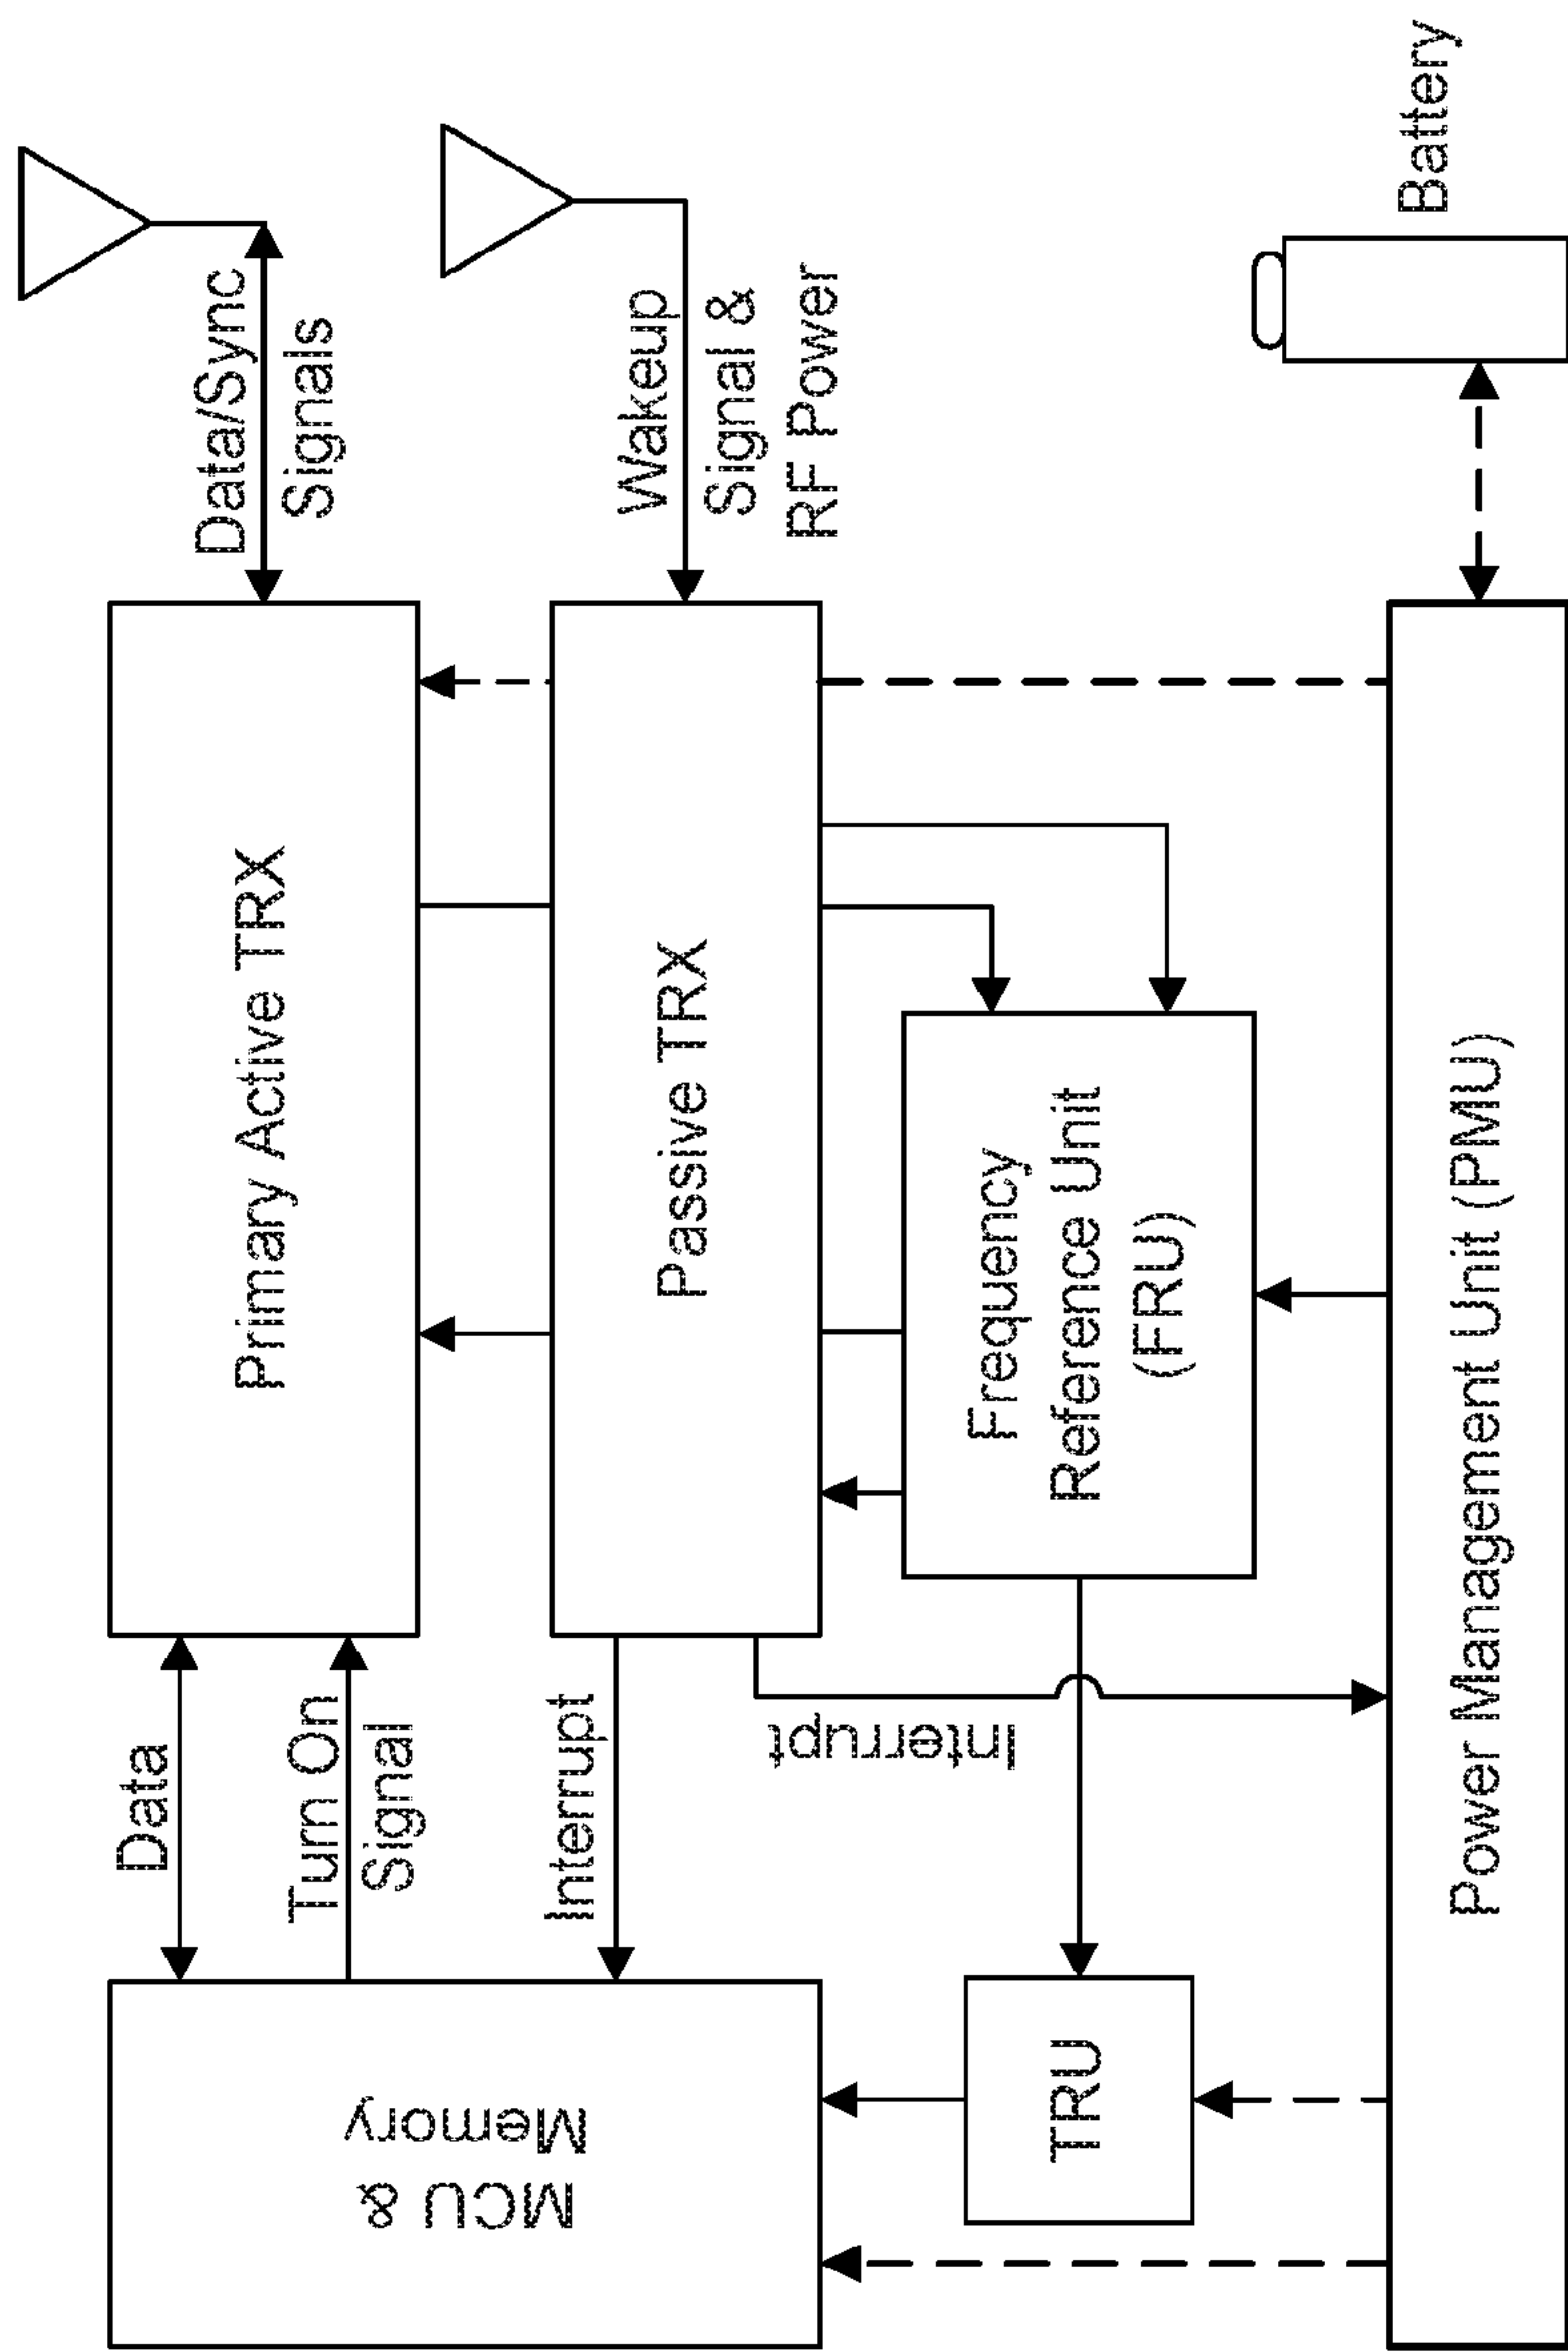 Data
Turn On
Signal
Interrupt
Interrupt
MCU &
Memory
TRU
Primary Active TRX
Passive TRX
Frequency
Reference Unit
(FRU)
Power Management Unit (PMU)
Data/Sync
Signals
Wakeup
Signal &
RF Power
Battery